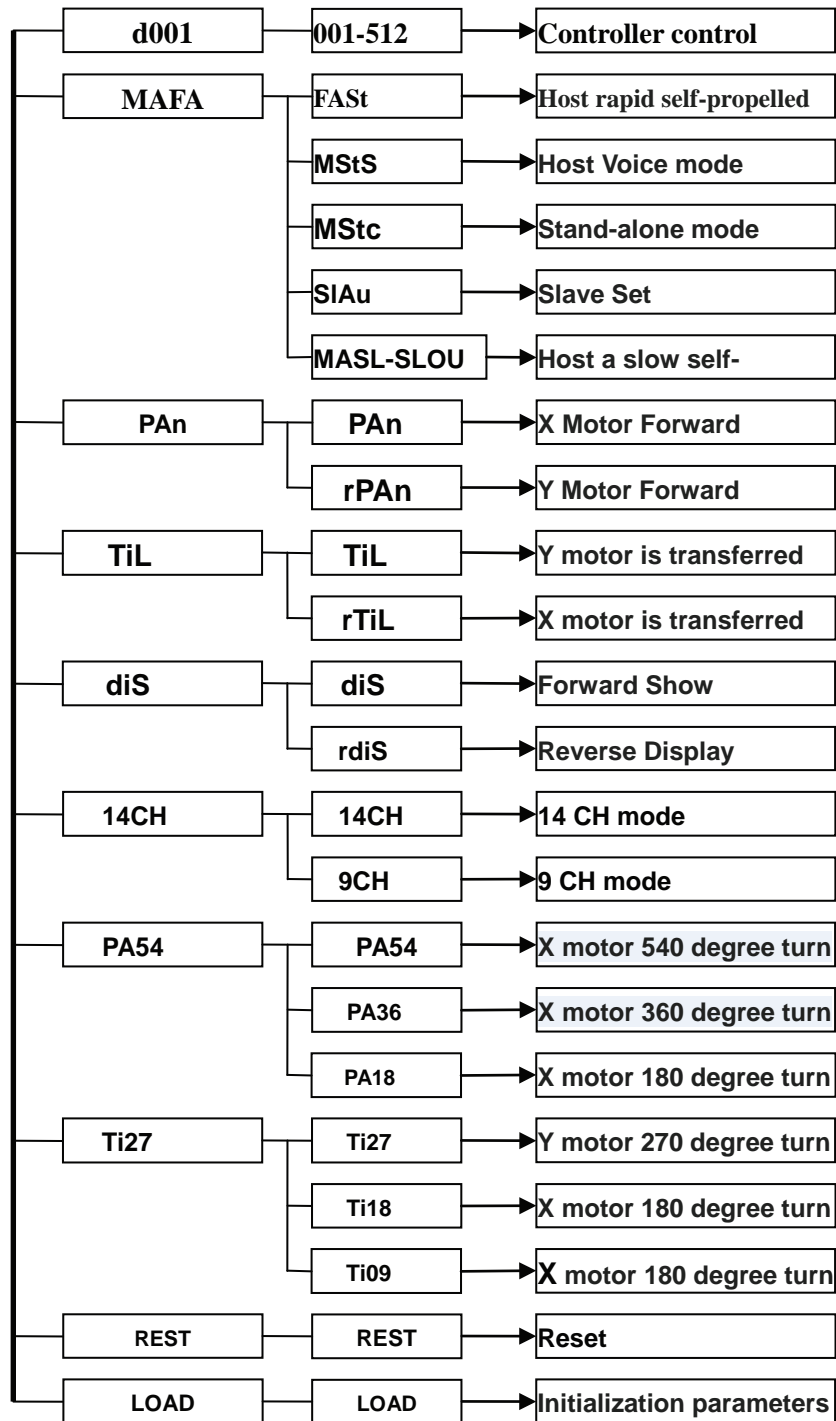 d001 001-512 Controller control
MAFA FASt Host rapid self-propelled
MStS Host Voice mode
MStc Stand-alone mode
SlAu Slave Set
MASL-SLOU Host a slow self-
PAn PAn X Motor Forward
rPAn Y Motor Forward
TiL TiL Y motor is transferred
rTiL X motor is transferred
diS diS Forward Show
rdiS Reverse Display
14CH 14CH 14 CH mode
9CH 9 CH mode
PA54 PA54 X motor 540 degree turn
PA36 X motor 360 degree turn
PA18 X motor 180 degree turn
Ti27 Ti27 Y motor 270 degree turn
Ti18 X motor 180 degree turn
Ti09 X motor 180 degree turn
REST REST Reset
LOAD LOAD Initialization parameters